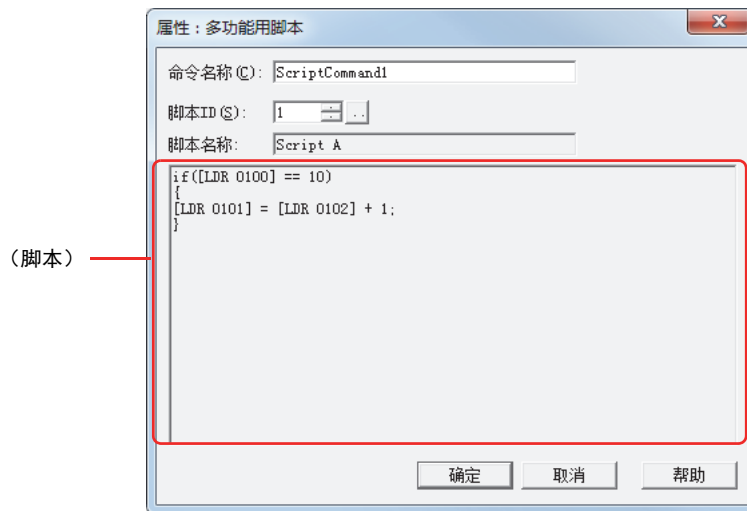 属性：多功能用脚本
命令名称(C): ScriptCommand1
脚本ID(S): 1 ..
脚本名称: Script A
if([LDR 0100] == 10)
{
[LDR 0101] = [LDR 0102] + 1;
}
（脚本）
确定 取消 帮助